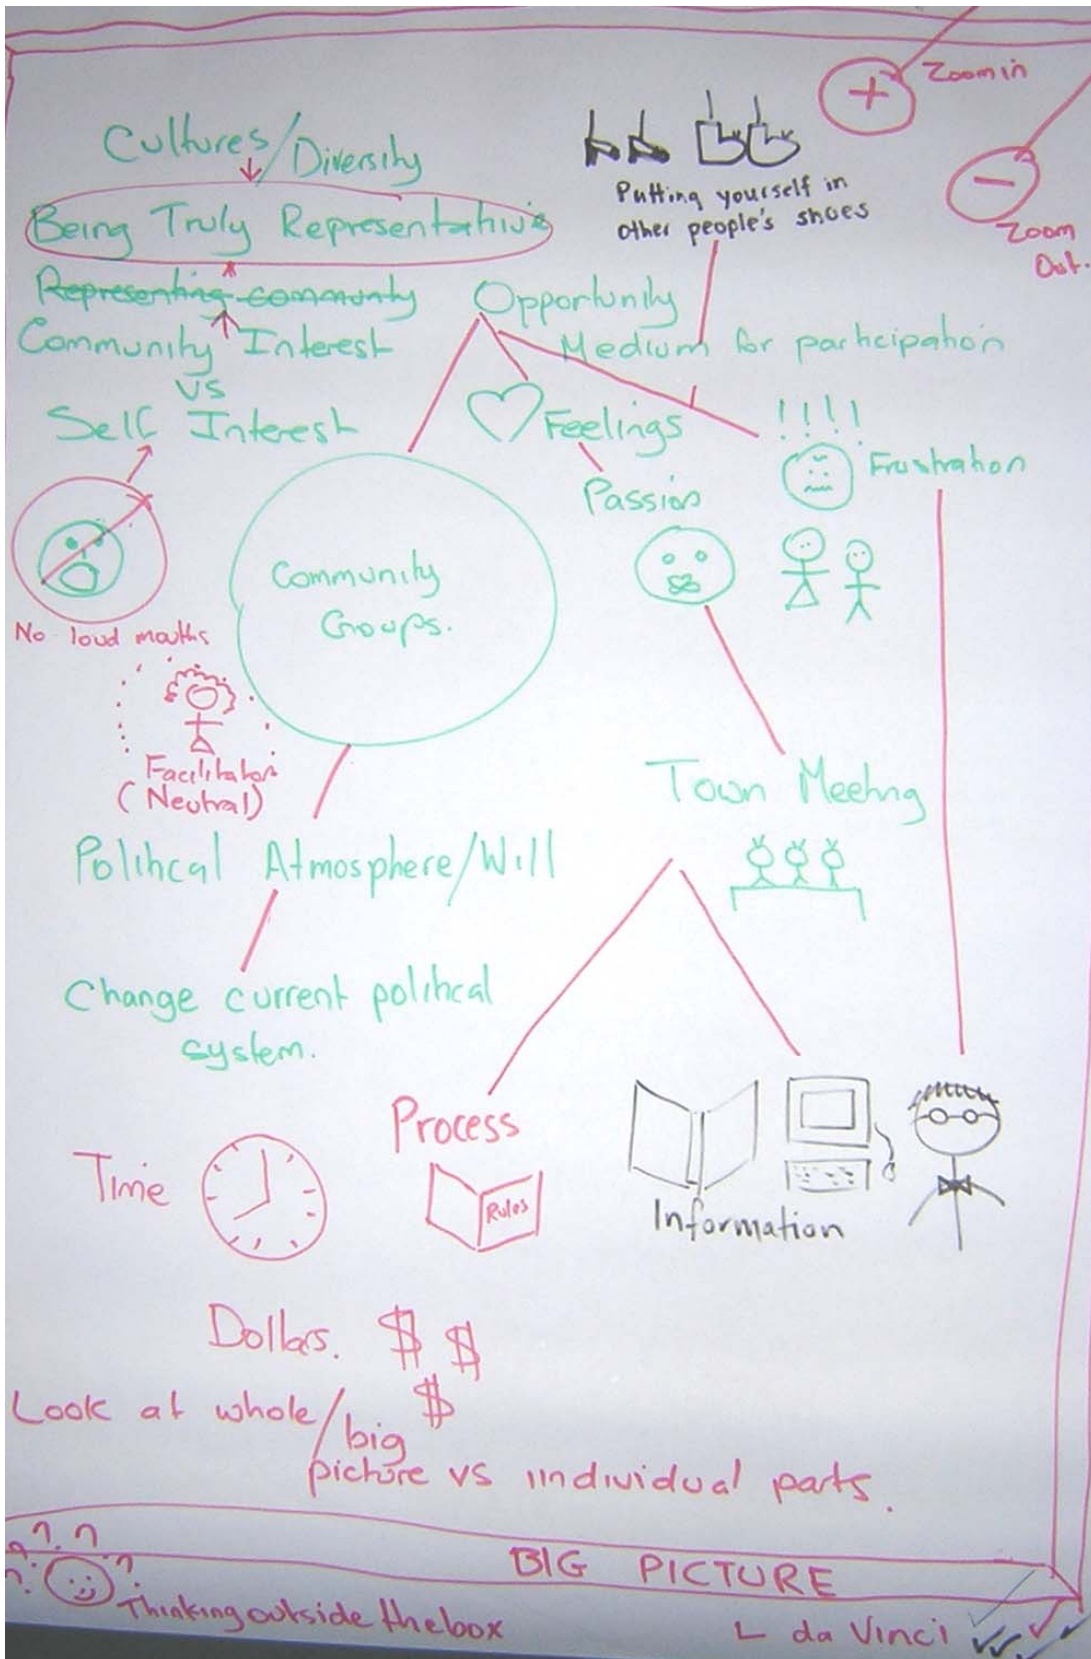 + Zoom in
Cultures/Diversity
Putting yourself in
other people's shoes
-
Zoom
Out.
Being Truly Representative
Representing community
Opportunity
Community Interest
Medium for participation
vs
Self Interest
!!!!
Feelings
Frustration
Passion
Community
Groups.
No loud mouths
Facilitator
(Neutral)
Town Meeting
Political Atmosphere/Will
Change current political
system.
Process
Time
Rules
Information
Dollars. $ $
$
Look at whole/big
picture vs individual parts.
? ? ? ? ?
BIG PICTURE
Thinking outside the box
L da Vinci